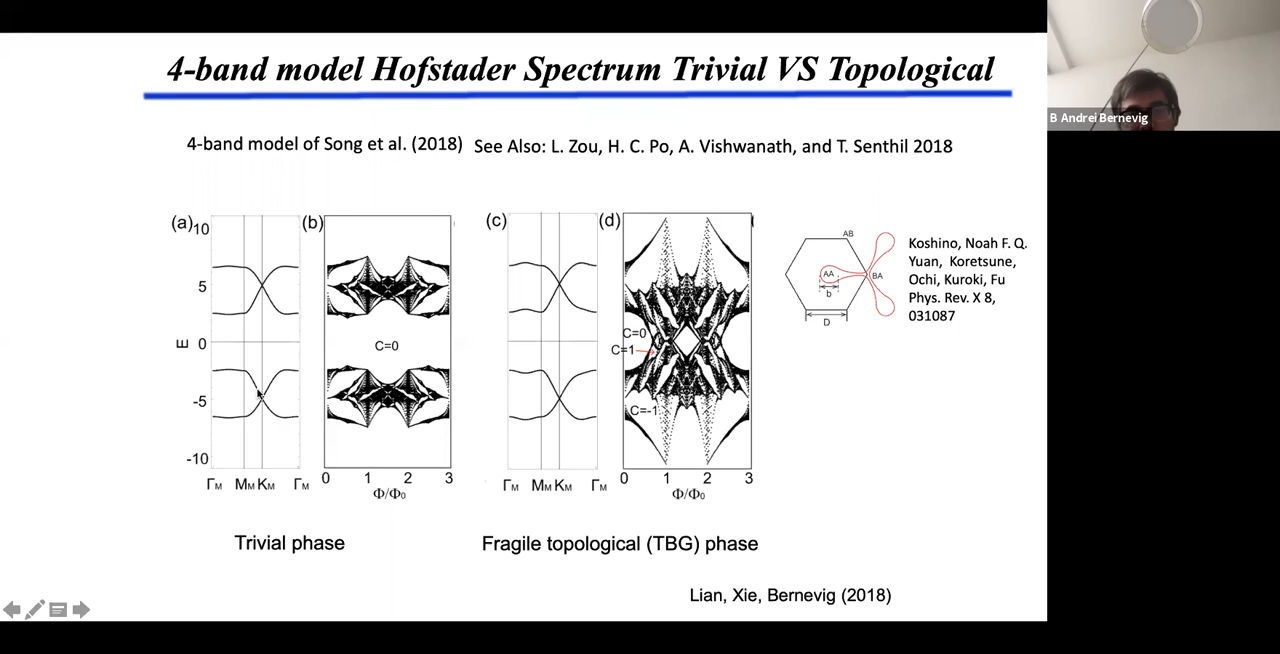 4-band model Hofstader Spectrum Trivial VS Topological
B Andrei Bernevig
4-band model of Song et al. (2018) See Also: L. Zou, H. C. Po, A. Vishwanath, and T. Senthil 2018
(a)
10
5
0
-5
-10
E
ΓM MM KM ΓM
(b)
C=0
0 1 2 3
Φ/Φ0
(c)
ΓM MM KM ΓM
(d)
C=0
C=1
C=-1
0 1 2 3
Φ/Φ0
AB
AA
BA
b
D
Koshino, Noah F. Q.
Yuan, Koretsune,
Ochi, Kuroki, Fu
Phys. Rev. X 8,
031087
Trivial phase
Fragile topological (TBG) phase
Lian, Xie, Bernevig (2018)